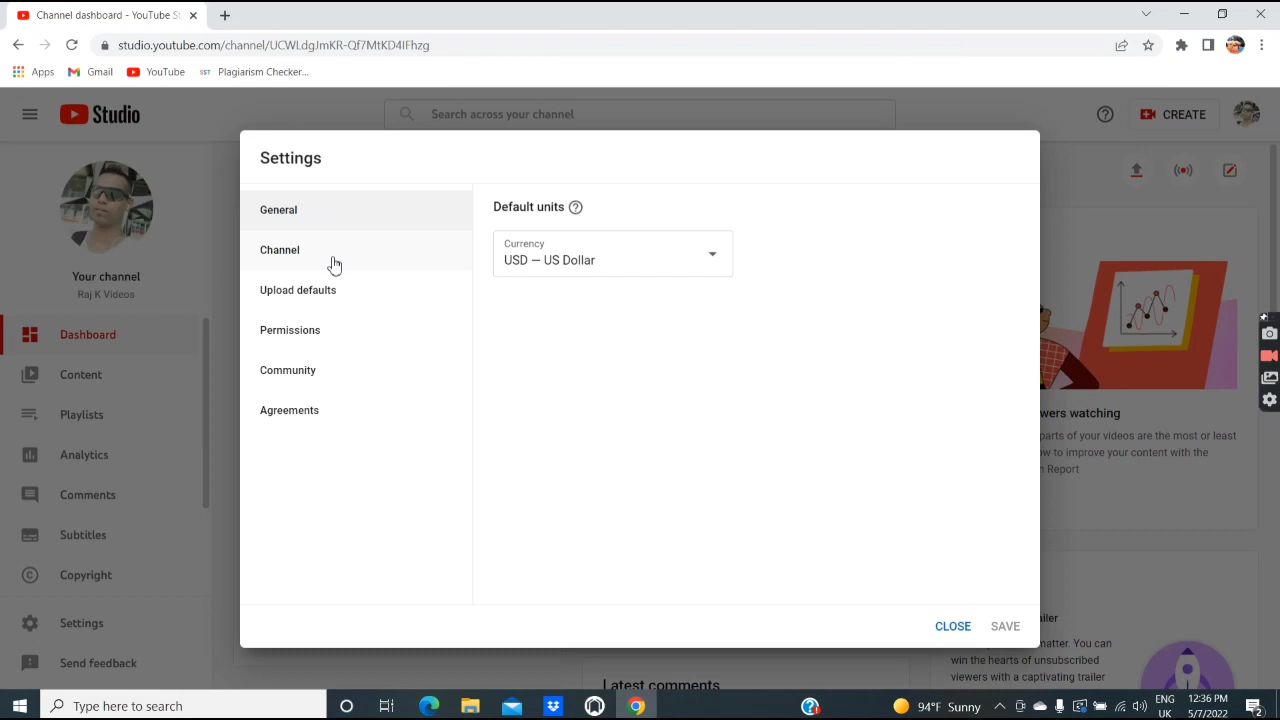 Channel dashboard - YouTube St
studio.youtube.com/channel/UCWLdgJmKR-Qf7MtKD4IFhzg
Apps
Gmail
YouTube
SST
Plagiarism Checker...
Studio
Search across your channel
CREATE
Settings
General
Channel
Upload defaults
Permissions
Community
Agreements
Default units
Currency
USD — US Dollar
CLOSE
SAVE
Your channel
Raj K Videos
Dashboard
Content
Playlists
Analytics
Comments
Subtitles
Copyright
Settings
Send feedback
wers watching
parts of your videos are the most or least
ow to improve your content with the
n Report
iler
matter. You can
win the hearts of unsubscribed
viewers with a captivating trailer
Latest comments
Type here to search
94°F Sunny
ENG
UK
12:36 PM
5/7/2022
2